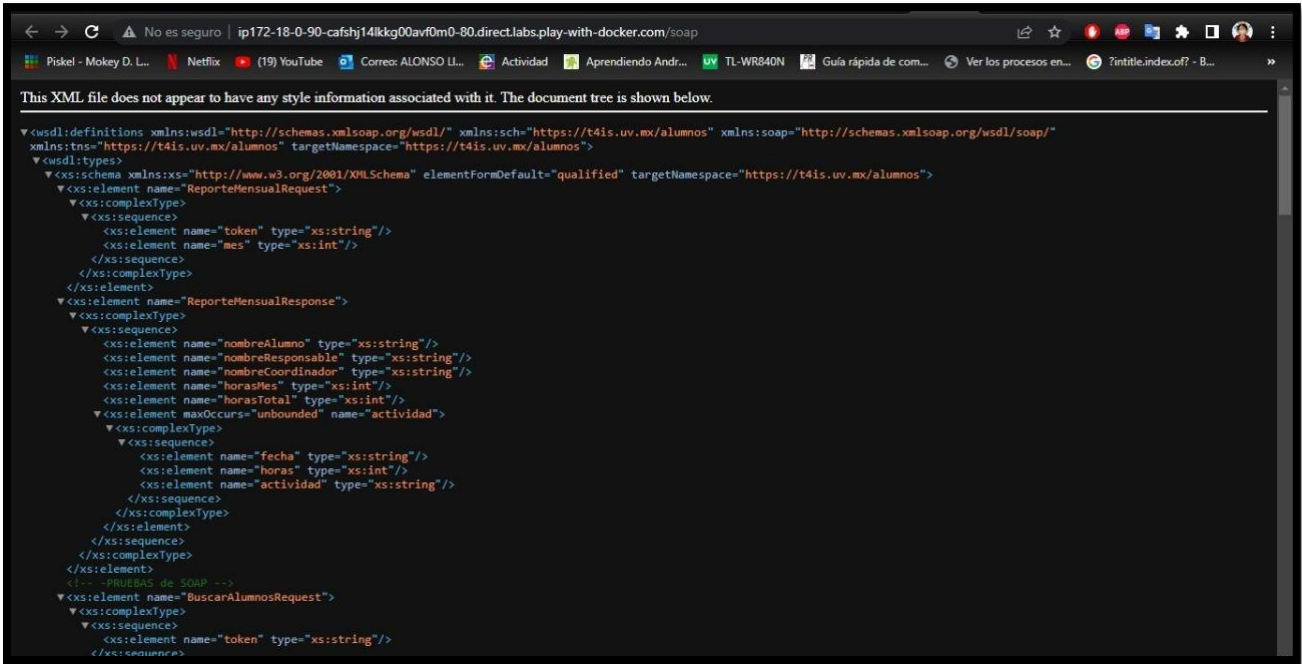 No es seguro | ip172-18-0-90-cafshj14lkkg00avf0m0-80.direct.labs.play-with-docker.com/soap
Piskel - Mokey D. L... Netflix (19) YouTube Correo: ALONSO LI... Actividad Aprendiendo Andr... TL-WR840N Guía rápida de com... Ver los procesos en... ?intitle.index.of? - B... »
This XML file does not appear to have any style information associated with it. The document tree is shown below.
▼<wsdl:definitions xmlns:wsdl="http://schemas.xmlsoap.org/wsdl/" xmlns:sch="https://t4is.uv.mx/alumnos" xmlns:soap="http://schemas.xmlsoap.org/wsdl/soap/"
xmlns:tns="https://t4is.uv.mx/alumnos" targetNamespace="https://t4is.uv.mx/alumnos">
▼<wsdl:types>
▼<xs:schema xmlns:xs="http://www.w3.org/2001/XMLSchema" elementFormDefault="qualified" targetNamespace="https://t4is.uv.mx/alumnos">
▼<xs:element name="ReporteMensualRequest">
▼<xs:complexType>
▼<xs:sequence>
<xs:element name="token" type="xs:string"/>
<xs:element name="mes" type="xs:int"/>
</xs:sequence>
</xs:complexType>
</xs:element>
▼<xs:element name="ReporteMensualResponse">
▼<xs:complexType>
▼<xs:sequence>
<xs:element name="nombreAlumno" type="xs:string"/>
<xs:element name="nombreResponsable" type="xs:string"/>
<xs:element name="nombreCoordinador" type="xs:string"/>
<xs:element name="horasMes" type="xs:int"/>
<xs:element name="horasTotal" type="xs:int"/>
▼<xs:element maxOccurs="unbounded" name="actividad">
▼<xs:complexType>
▼<xs:sequence>
<xs:element name="fecha" type="xs:string"/>
<xs:element name="horas" type="xs:int"/>
<xs:element name="actividad" type="xs:string"/>
</xs:sequence>
</xs:complexType>
</xs:element>
</xs:sequence>
</xs:complexType>
</xs:element>
<!-- -PRUEBAS de SOAP -->
▼<xs:element name="BuscarAlumnosRequest">
▼<xs:complexType>
▼<xs:sequence>
<xs:element name="token" type="xs:string"/>
</xs:sequence>